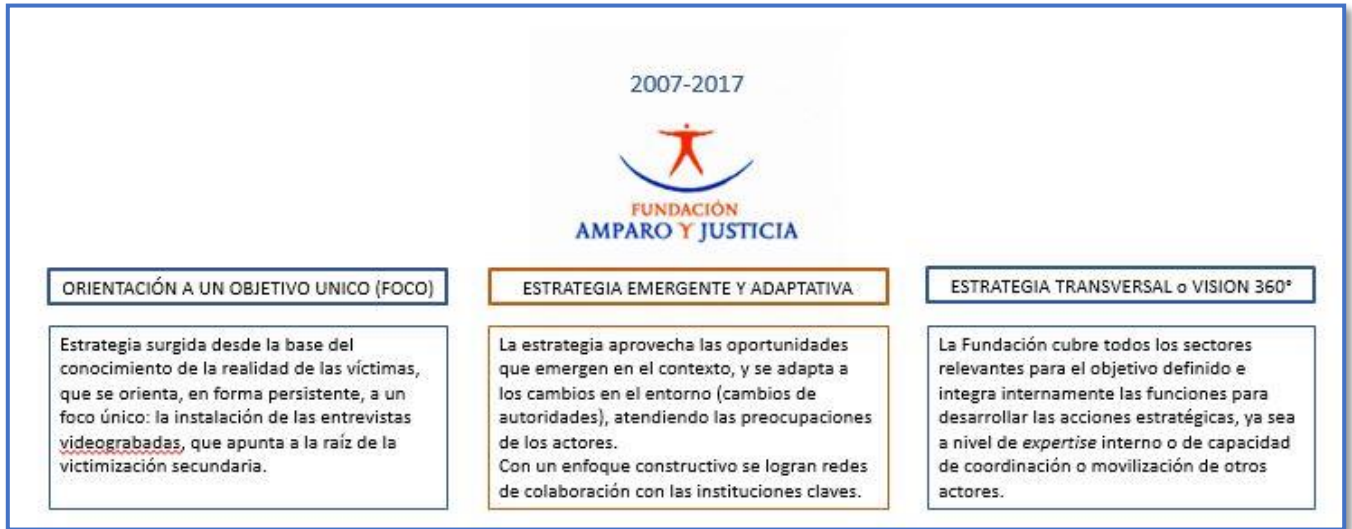 2007-2017
FUNDACIÓN
AMPARO Y JUSTICIA
ORIENTACIÓN A UN OBJETIVO UNICO (FOCO)
Estrategia surgida desde la base del
conocimiento de la realidad de las víctimas,
que se orienta, en forma persistente, a un
foco único: la instalación de las entrevistas
videograbadas, que apunta a la raíz de la
victimización secundaria.
ESTRATEGIA EMERGENTE Y ADAPTATIVA
La estrategia aprovecha las oportunidades
que emergen en el contexto, y se adapta a
los cambios en el entorno (cambios de
autoridades), atendiendo las preocupaciones
de los actores.
Con un enfoque constructivo se logran redes
de colaboración con las instituciones claves.
ESTRATEGIA TRANSVERSAL o VISION 360°
La Fundación cubre todos los sectores
relevantes para el objetivo definido e
integra internamente las funciones para
desarrollar las acciones estratégicas, ya sea
a nivel de expertise interno o de capacidad
de coordinación o movilización de otros
actores.